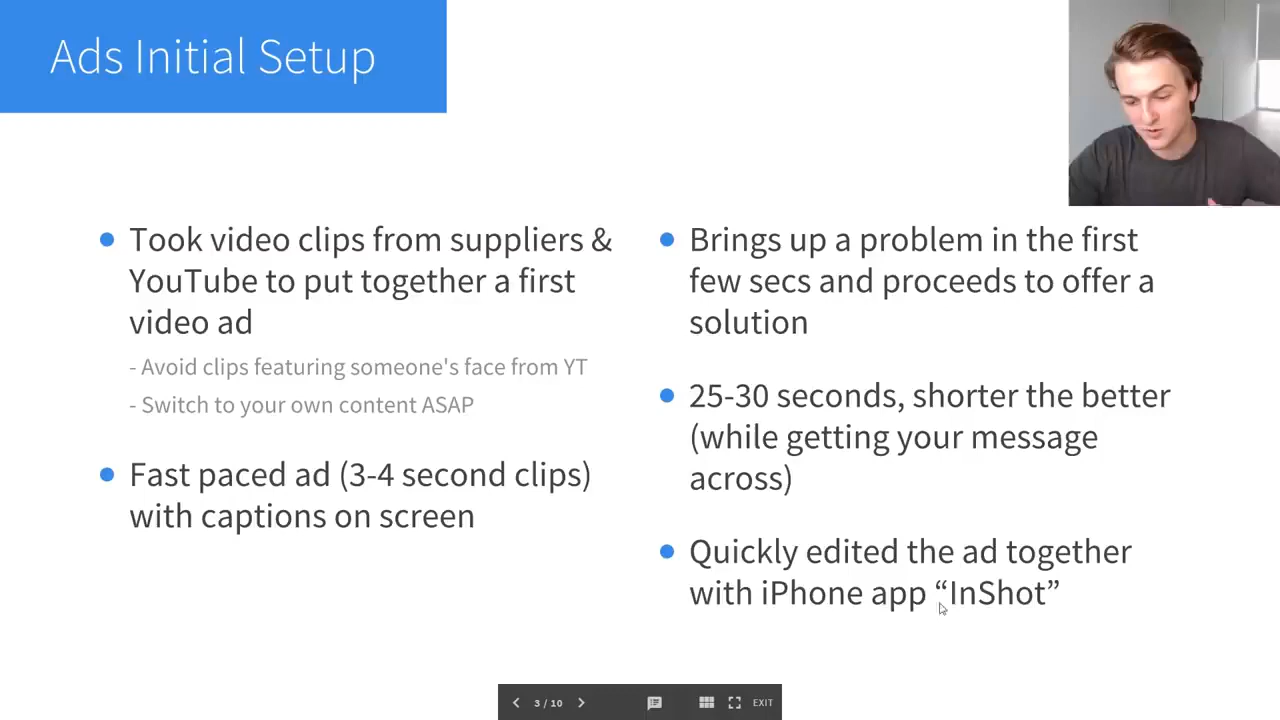 Ads Initial Setup
Took video clips from suppliers &
YouTube to put together a first
video ad
- Avoid clips featuring someone's face from YT
- Switch to your own content ASAP
Fast paced ad (3-4 second clips)
with captions on screen
Brings up a problem in the first
few secs and proceeds to offer a
solution
25-30 seconds, shorter the better
(while getting your message
across)
Quickly edited the ad together
with iPhone app “InShot”
3 / 10
EXIT